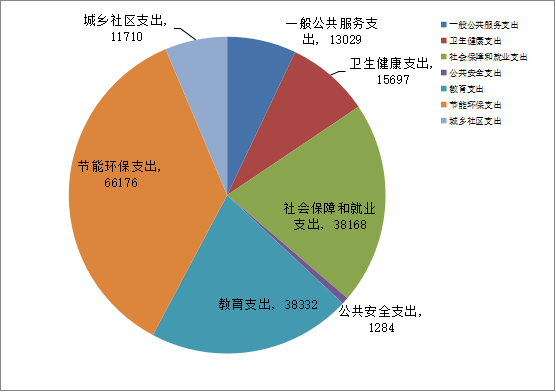 城乡社区支出,
11710
一般公共服务支
出, 13029
卫生健康支出,
15697
节能环保支出,
66176
社会保障和就业
支出, 38168
教育支出, 38332
公共安全支出,
1284
一般公共服务支出
卫生健康支出
社会保障和就业支出
公共安全支出
教育支出
节能环保支出
城乡社区支出